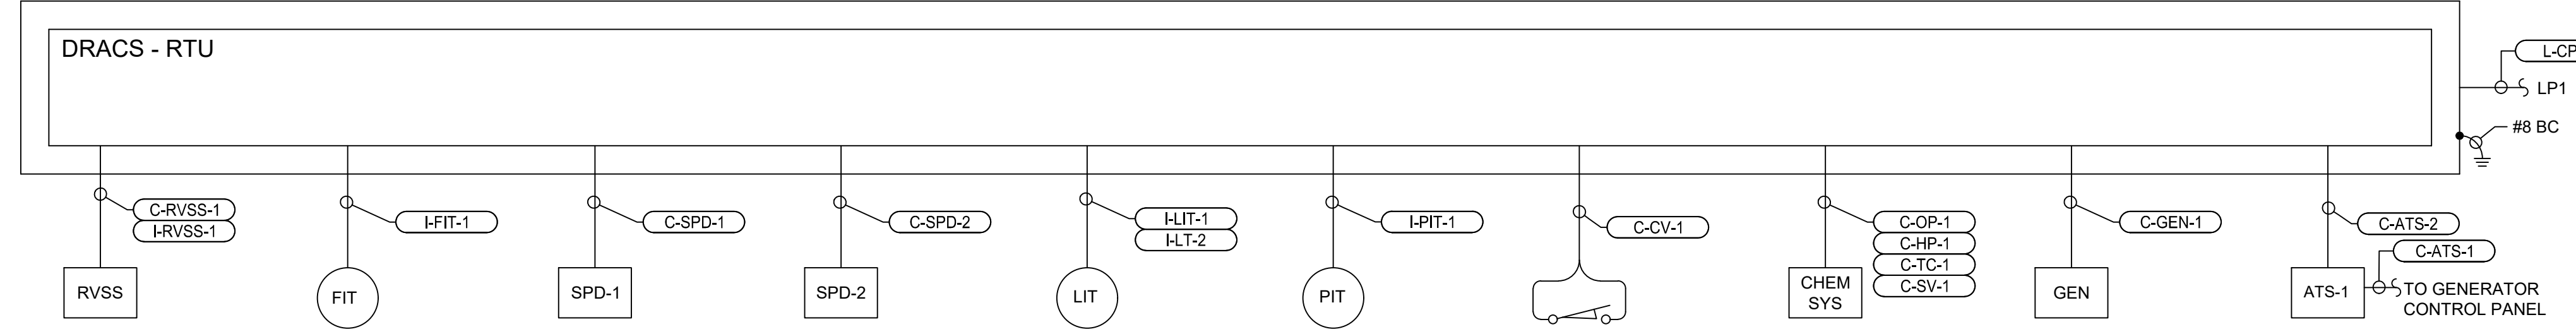 DRACS - RTU
L-CP
LP1
#8 BC
C-RVSS-1
I-RVSS-1
I-FIT-1
C-SPD-1
C-SPD-2
I-LIT-1
I-LT-2
I-PIT-1
C-CV-1
C-OP-1
C-HP-1
C-TC-1
C-SV-1
C-GEN-1
C-ATS-2
C-ATS-1
RVSS
FIT
SPD-1
SPD-2
LIT
PIT
CHEM
SYS
GEN
ATS-1
TO GENERATOR
CONTROL PANEL